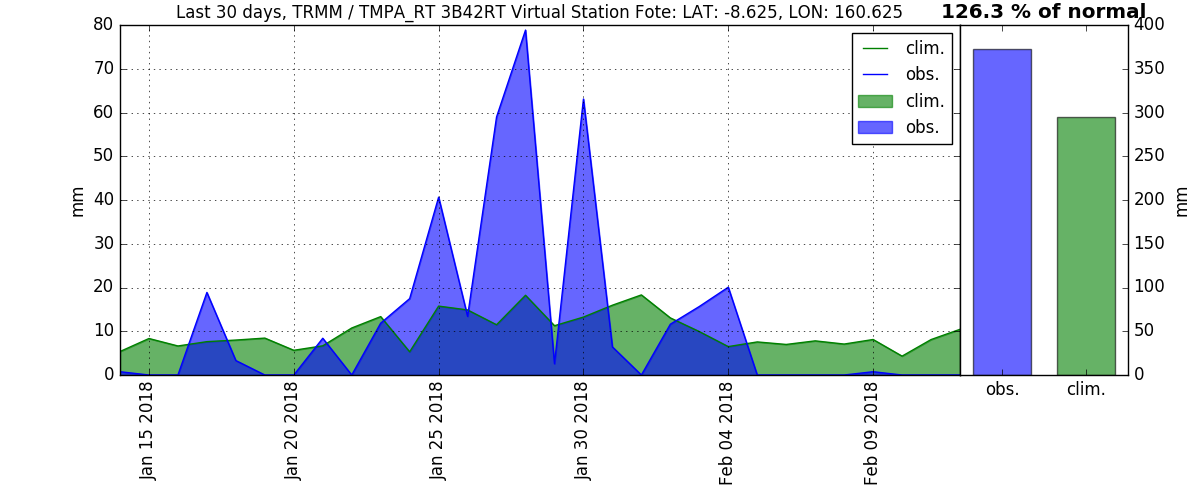 Last 30 days, TRMM / TMPA_RT 3B42RT Virtual Station Fote: LAT: -8.625, LON: 160.625
126.3 % of normal
80
70
60
50
40
30
20
10
0
mm
clim.
obs.
clim.
obs.
400
350
300
250
200
150
100
50
0
mm
Jan 15 2018
Jan 20 2018
Jan 25 2018
Jan 30 2018
Feb 04 2018
Feb 09 2018
obs.
clim.